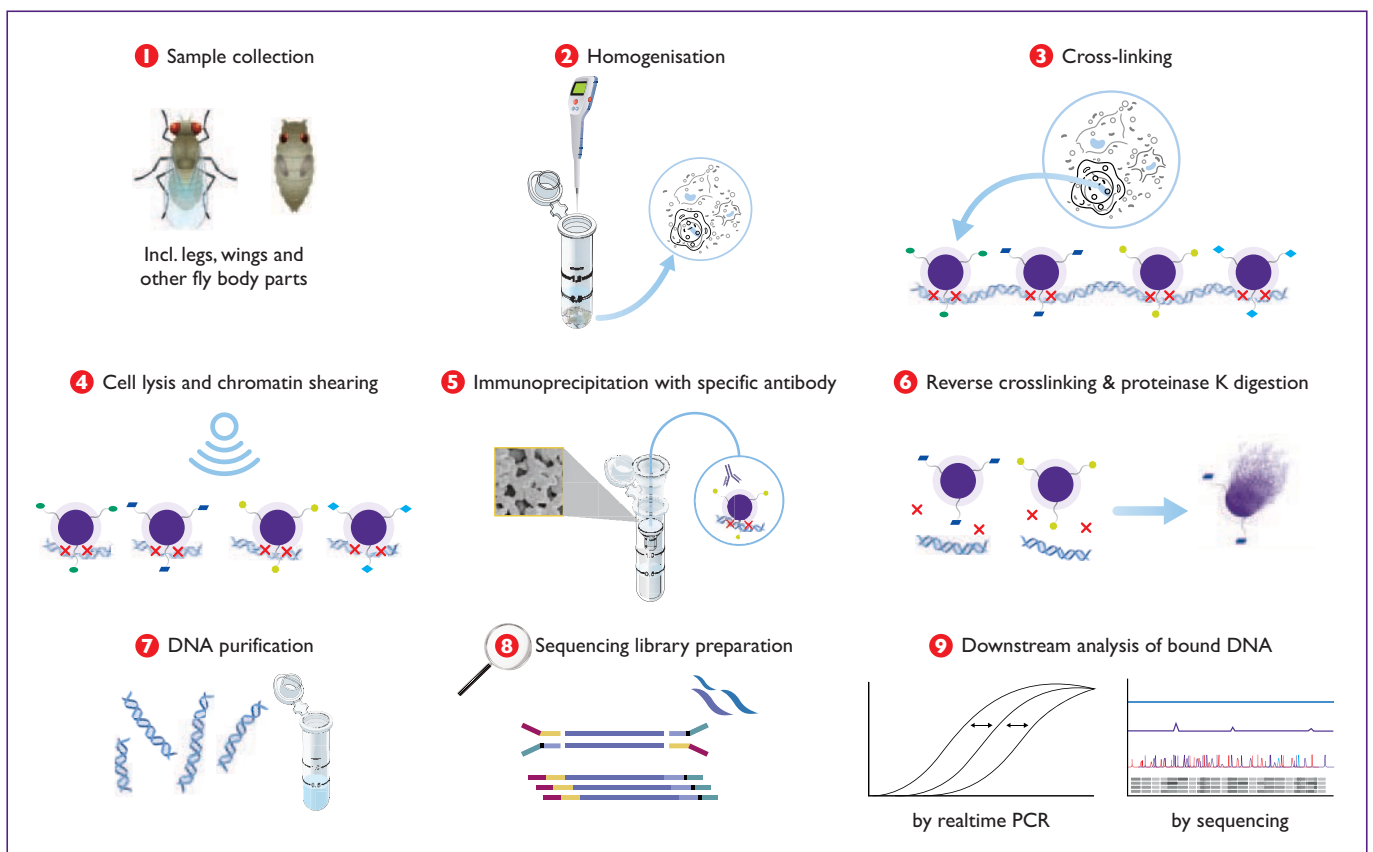 1 Sample collection
Incl. legs, wings and
other fly body parts
2 Homogenisation
3 Cross-linking
4 Cell lysis and chromatin shearing
5 Immunoprecipitation with specific antibody
6 Reverse crosslinking & proteinase K digestion
7 DNA purification
8 Sequencing library preparation
9 Downstream analysis of bound DNA
by realtime PCR
by sequencing